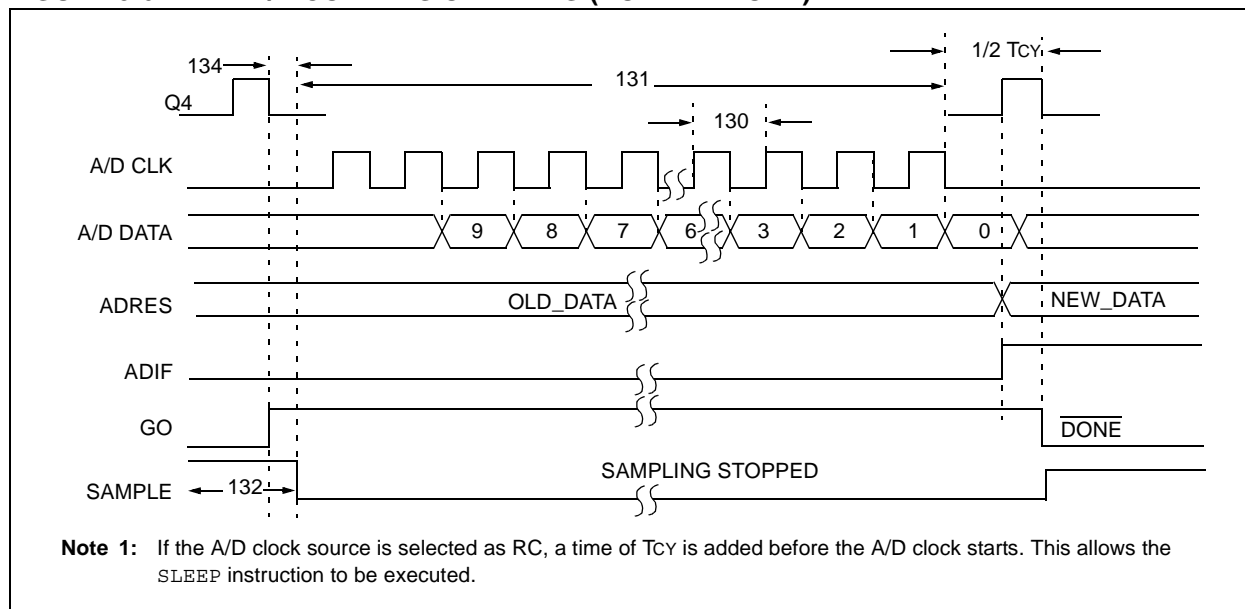 134
1/2 TCY
131
Q4
130
A/D CLK
A/D DATA
9
8
7
6
3
2
1
0
ADRES
OLD_DATA
NEW_DATA
ADIF
GO
DONE
SAMPLING STOPPED
SAMPLE
132
Note 1: If the A/D clock source is selected as RC, a time of TCY is added before the A/D clock starts. This allows the
SLEEP instruction to be executed.